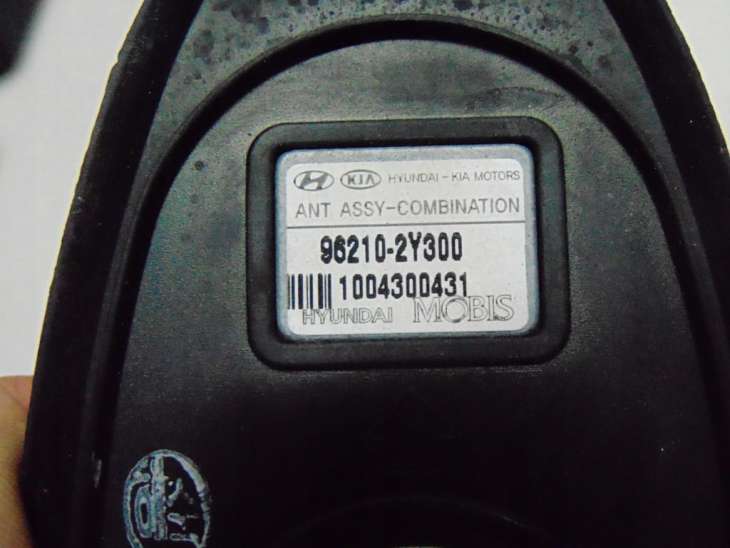 KIA HYUNDAI - KIA MOTORS
ANT ASSY-COMBINATION
96210-2Y300
1004300431
HYUNDAI MOBIS